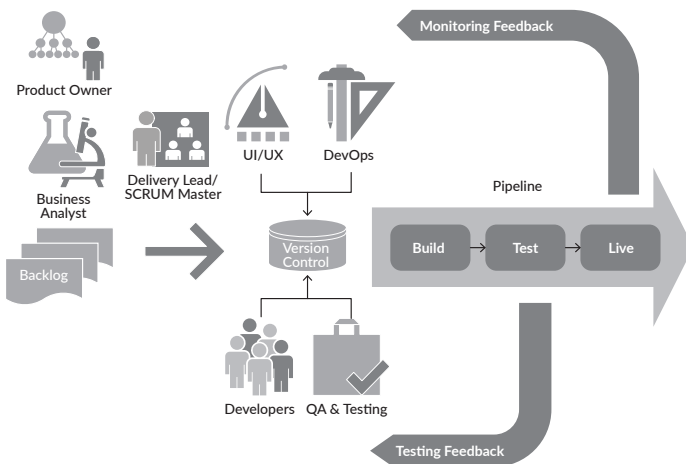 Monitoring Feedback
Product Owner
UI/UX
DevOps
Delivery Lead/
SCRUM Master
Business
Analyst
Pipeline
Backlog
Version
Control
Build
Test
Live
Developers
QA & Testing
Testing Feedback